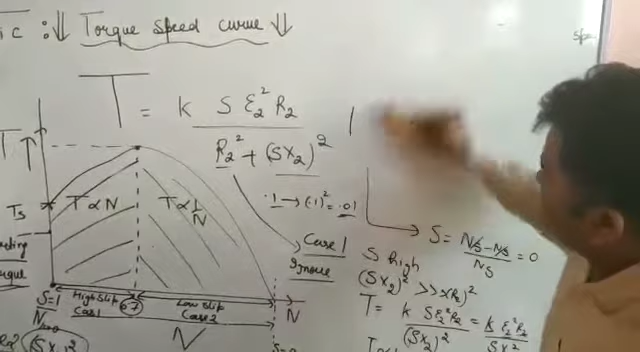 ic :⇓ Torque speed curve ⇓
T = K S E₂² R₂ / R₂² + (SX₂)²
T ↑
Ts
T ∝ N
T ∝ 1/N
.1 → (.1)² = .01
Case 1
Ignore
S = Ns - Ns / Ns = 0
S high
(SX₂)² >>
T = K S E₂² R₂ / (SX₂)² = K E₂² R₂ / S X₂²
S=1
High slip
Case 1
Low slip
Case 2
N
N